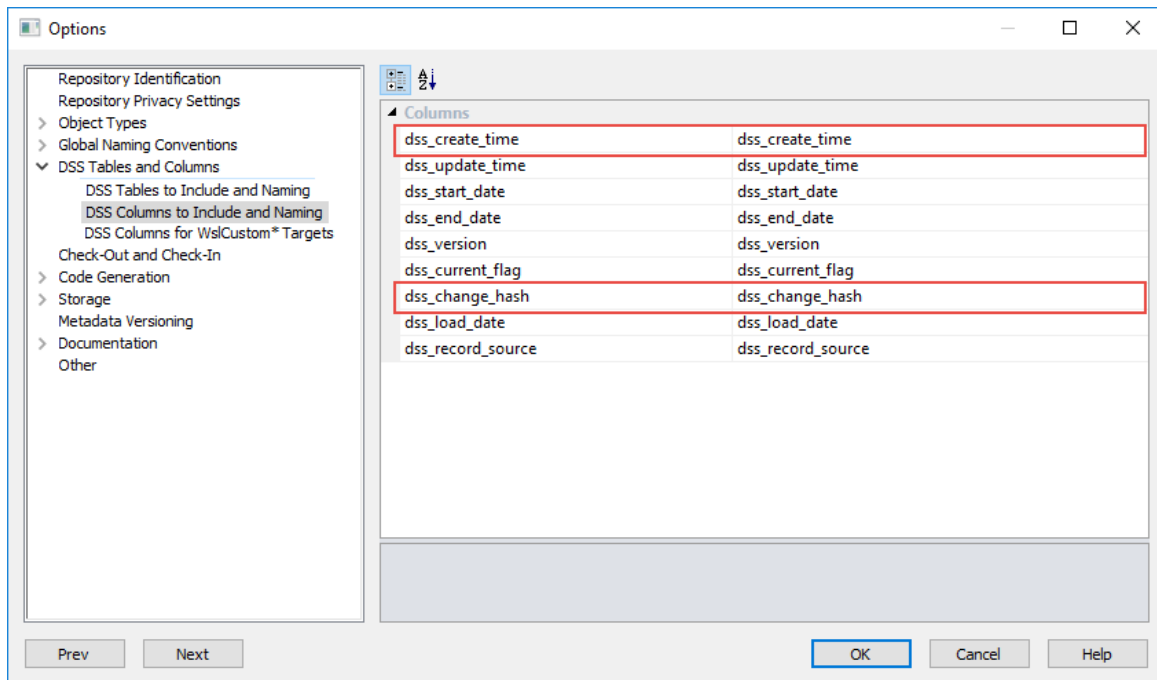 Options
Repository Identification
Repository Privacy Settings
Object Types
Global Naming Conventions
DSS Tables and Columns
DSS Tables to Include and Naming
DSS Columns to Include and Naming
DSS Columns for WslCustom* Targets
Check-Out and Check-In
Code Generation
Storage
Metadata Versioning
Documentation
Other
A
Z
Columns
dss_create_time dss_create_time
dss_update_time dss_update_time
dss_start_date dss_start_date
dss_end_date dss_end_date
dss_version dss_version
dss_current_flag dss_current_flag
dss_change_hash dss_change_hash
dss_load_date dss_load_date
dss_record_source dss_record_source
Prev Next OK Cancel Help